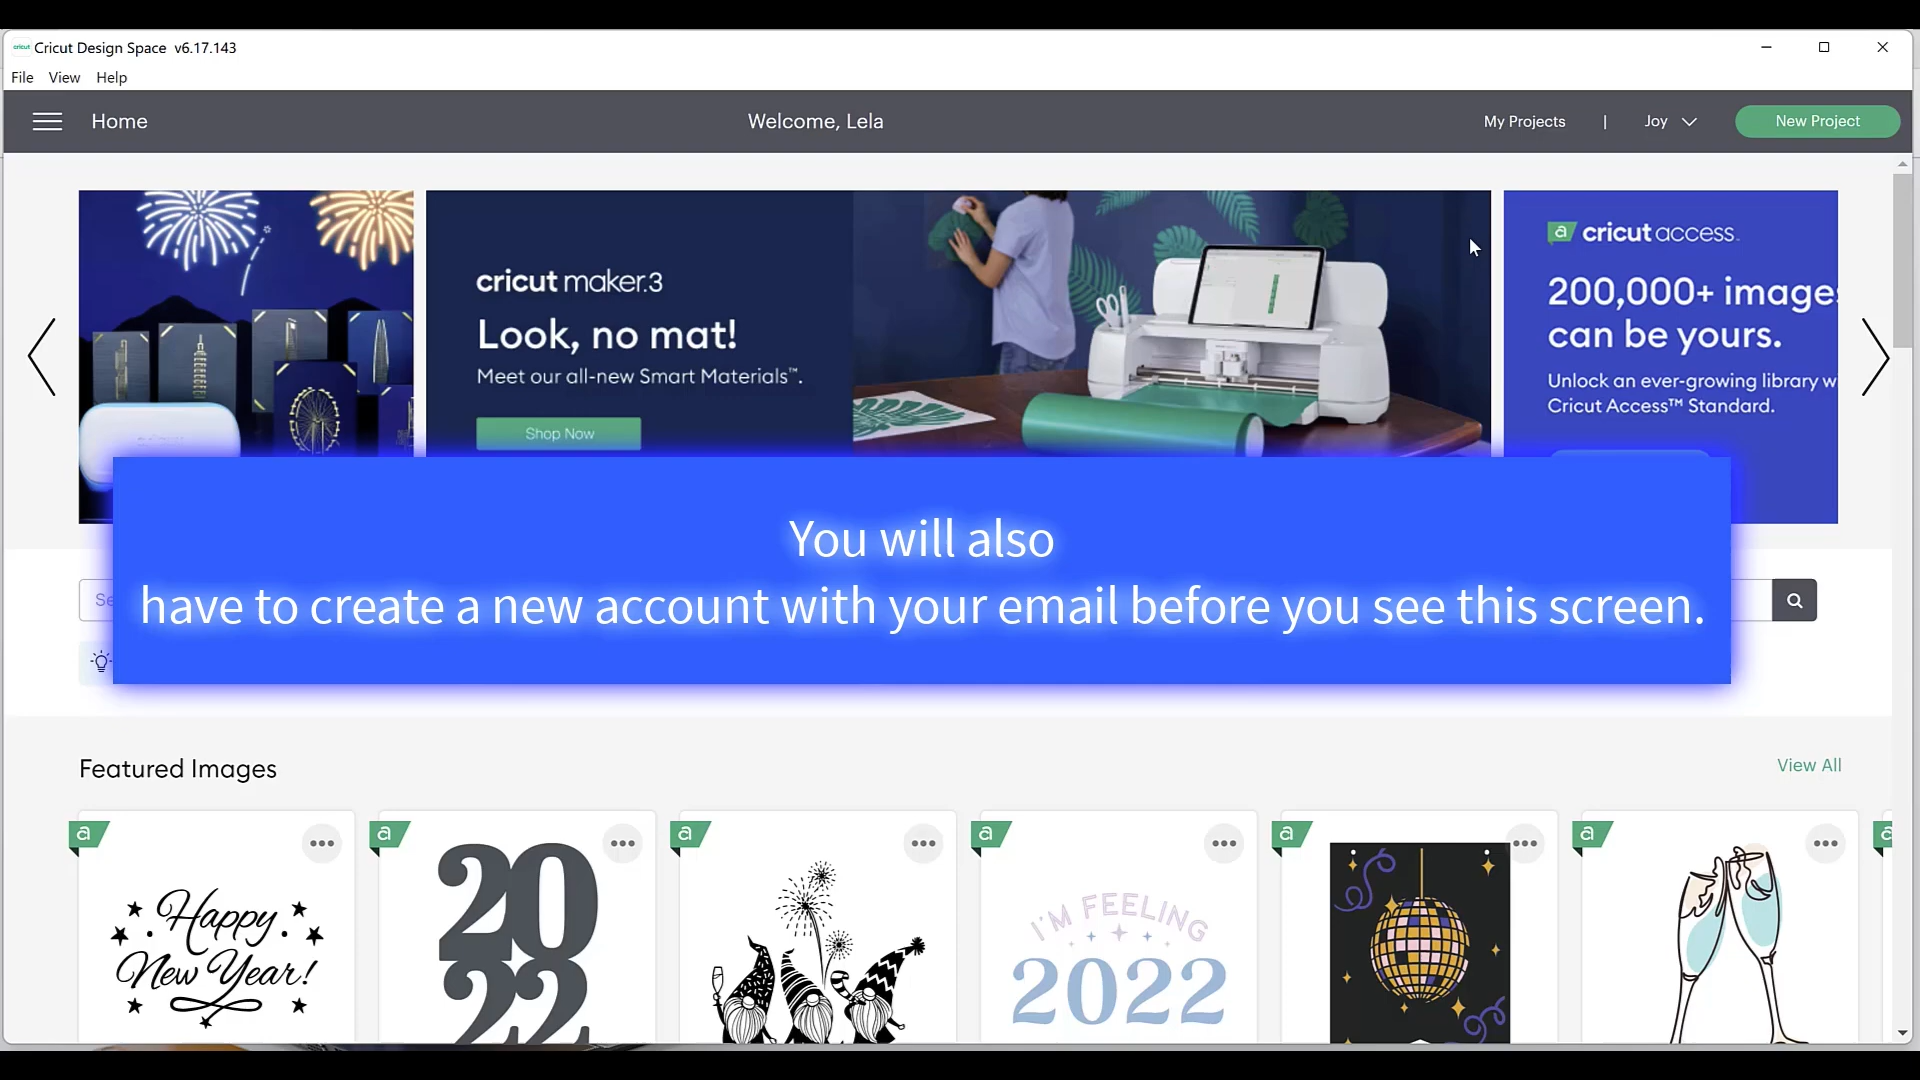 cricut Cricut Design Space v6.17.143
File View Help
Home
Welcome, Lela
My Projects | Joy
New Project
cricut maker.3
Look, no mat!
Meet our all-new Smart Materials™.
Shop Now
a cricut access™
200,000+ images
can be yours.
Unlock an ever-growing library w
Cricut Access™ Standard.
You will also
have to create a new account with your email before you see this screen.
Featured Images
View All
a
a
a
a
a
a
a
Happy
New Year!
20
22
I'M FEELING
2022